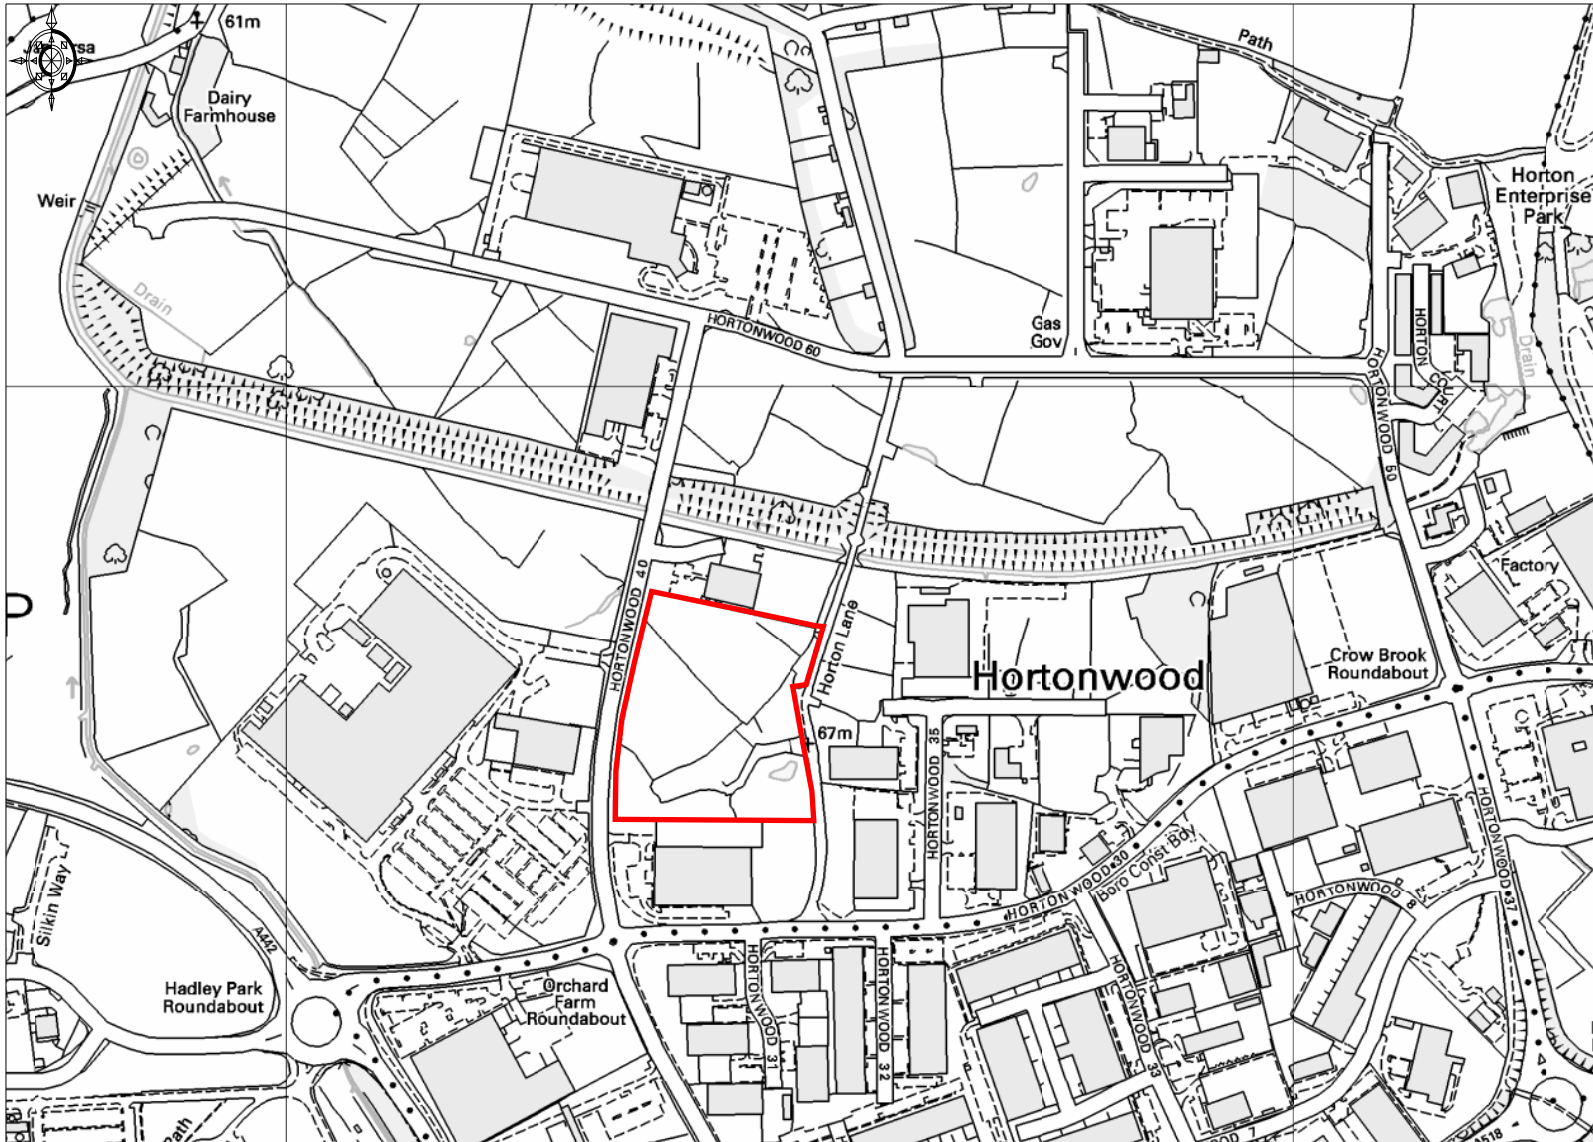 61m
Path
Dairy
Farmhouse
Horton
Enterprise
Park
Weir
Drain
Gas
Gov
HORTONWOOD 60
HORTON
COURT
Drain
HORTONWOOD 50
HORTONWOOD 40
Factory
Horton Lane
Hortonwood
Crow Brook
Roundabout
67m
HORTONWOOD 35
HORTONWOOD 37
HORTONWOOD 30
Boro Const Bdy
HORTONWOOD 8
Silkin Way
A442
Hadley Park
Roundabout
Orchard
Farm
Roundabout
HORTONWOOD 31
HORTONWOOD 32
HORTONWOOD 33
Path
A518